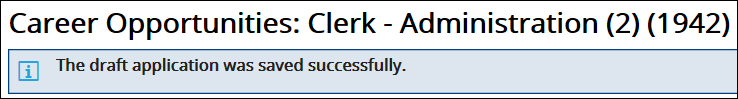 Career Opportunities: Clerk - Administration (2) (1942)
The draft application was saved successfully.